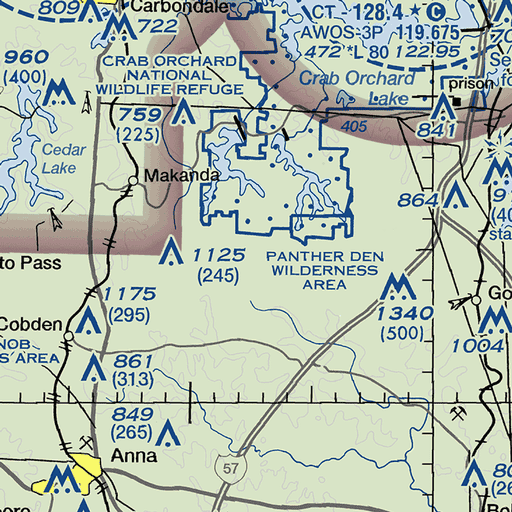 Carbondale
809
722
CT - 128.4 * C
AWOS-3P 119.675
472 *L 80 122.95
70
CRAB ORCHARD
NATIONAL
WILDLIFE REFUGE
Crab Orchard
Lake
prison
960
(400)
759
(225)
405
841
Cedar
Lake
Makanda
864
1125
(245)
PANTHER DEN
WILDERNESS
AREA
to Pass
1175
(295)
1340
(500)
Go
Cobden
1004
861
(313)
849
(265)
Anna
57